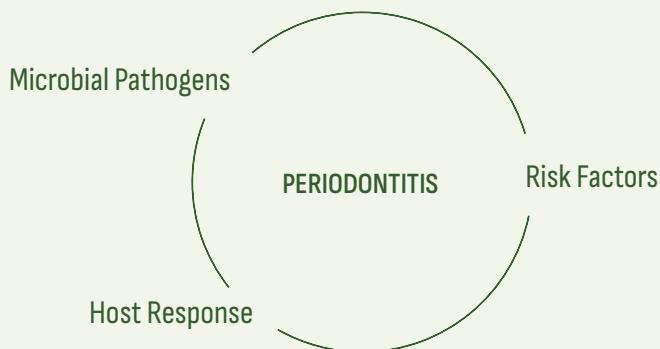 Microbial Pathogens
Risk Factors
PERIODONTITIS
Host Response